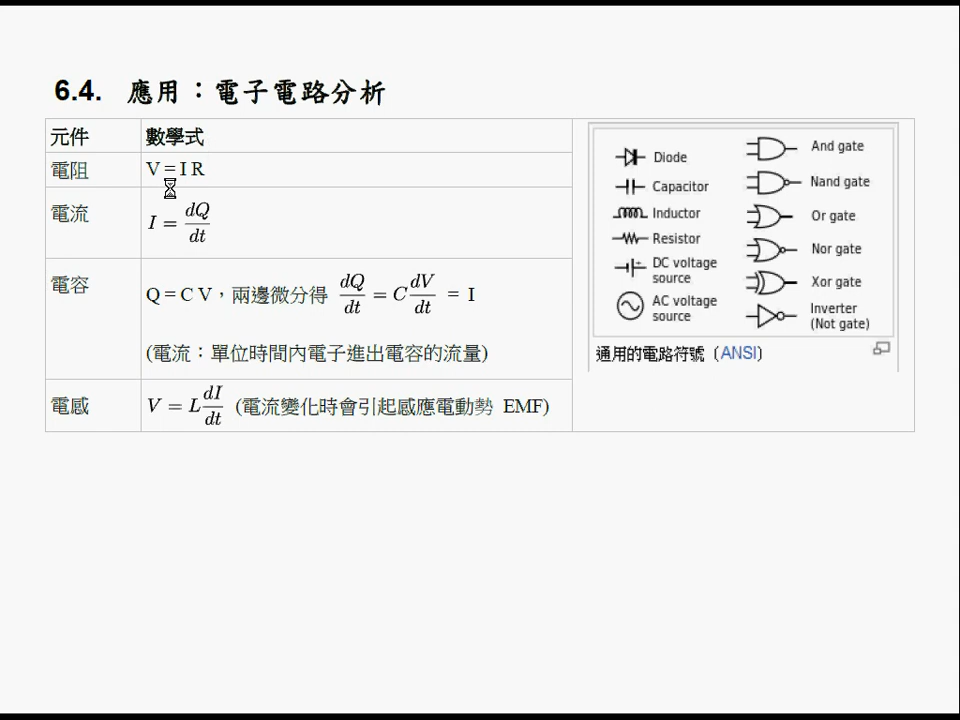 6.4. 應用：電子電路分析
元件 數學式
電阻 V = I R
電流 I = dQ/dt
電容 Q = C V，兩邊微分得 dQ/dt = C dV/dt = I
(電流：單位時間內電子進出電容的流量)
電感 V = L dI/dt (電流變化時會引起感應電動勢 EMF)
Diode
Capacitor
Inductor
Resistor
DC voltage
source
AC voltage
source
And gate
Nand gate
Or gate
Nor gate
Xor gate
Inverter
(Not gate)
通用的電路符號（ANSI）